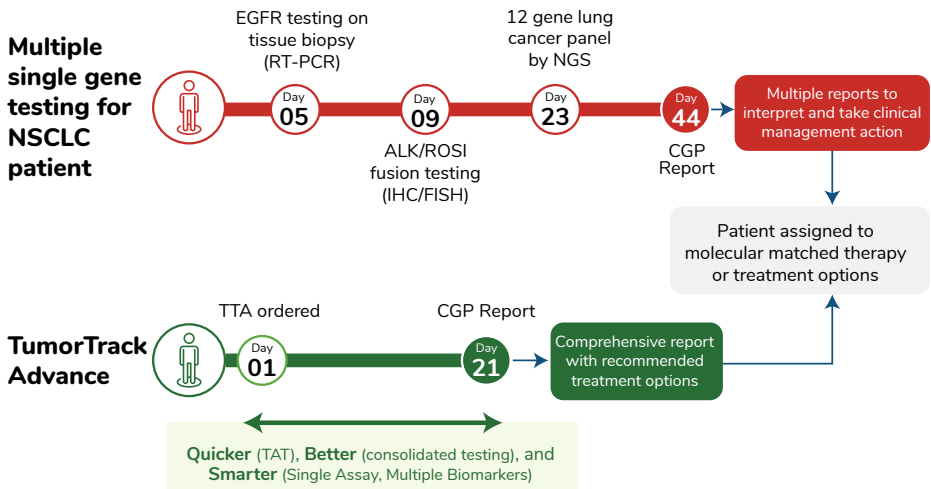 Multiple
single gene
testing for
NSCLC
patient
EGFR testing on
tissue biopsy
(RT-PCR)
Day
05
Day
09
ALK/ROSI
fusion testing
(IHC/FISH)
12 gene lung
cancer panel
by NGS
Day
23
Day
44
CGP
Report
Multiple reports to
interpret and take clinical
management action
Patient assigned to
molecular matched therapy
or treatment options
TumorTrack
Advance
TTA ordered
Day
01
CGP Report
Day
21
Comprehensive report
with recommended
treatment options
Quicker (TAT), Better (consolidated testing), and
Smarter (Single Assay, Multiple Biomarkers)